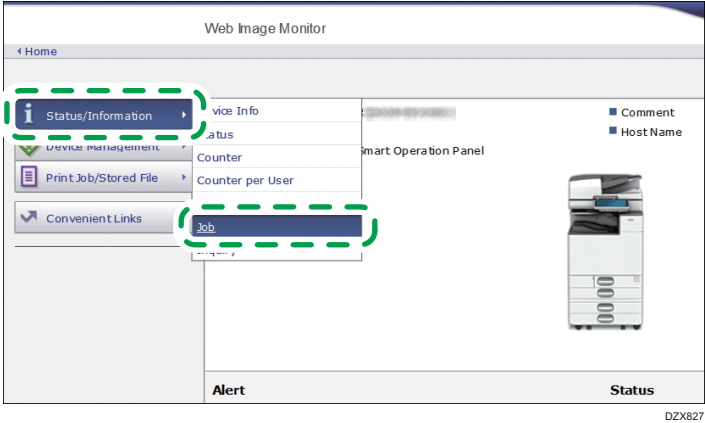 Web Image Monitor
Home
Status/Information
vice Info
atus
Counter
Counter per User
Job
Device Management
Print Job/Stored File
Convenient Links
Comment
Host Name
Smart Operation Panel
Alert
Status
DZX827